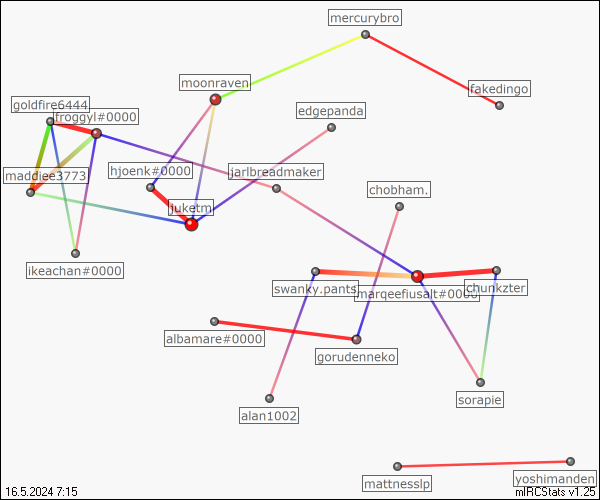 mercurybro
moonraven
fakedingo
goldfire6444
froggyl#0000
edgepanda
maddiee3773
hjoenk#0000
jarlbreadmaker
chobham.
juketm
ikeachan#0000
swanky.pants
marqeefiusalt#0000
chunkzter
albamare#0000
gorudenneko
alan1002
sorapie
mattnesslp
yoshimanden
16.5.2024 7:15
mIRCStats v1.25